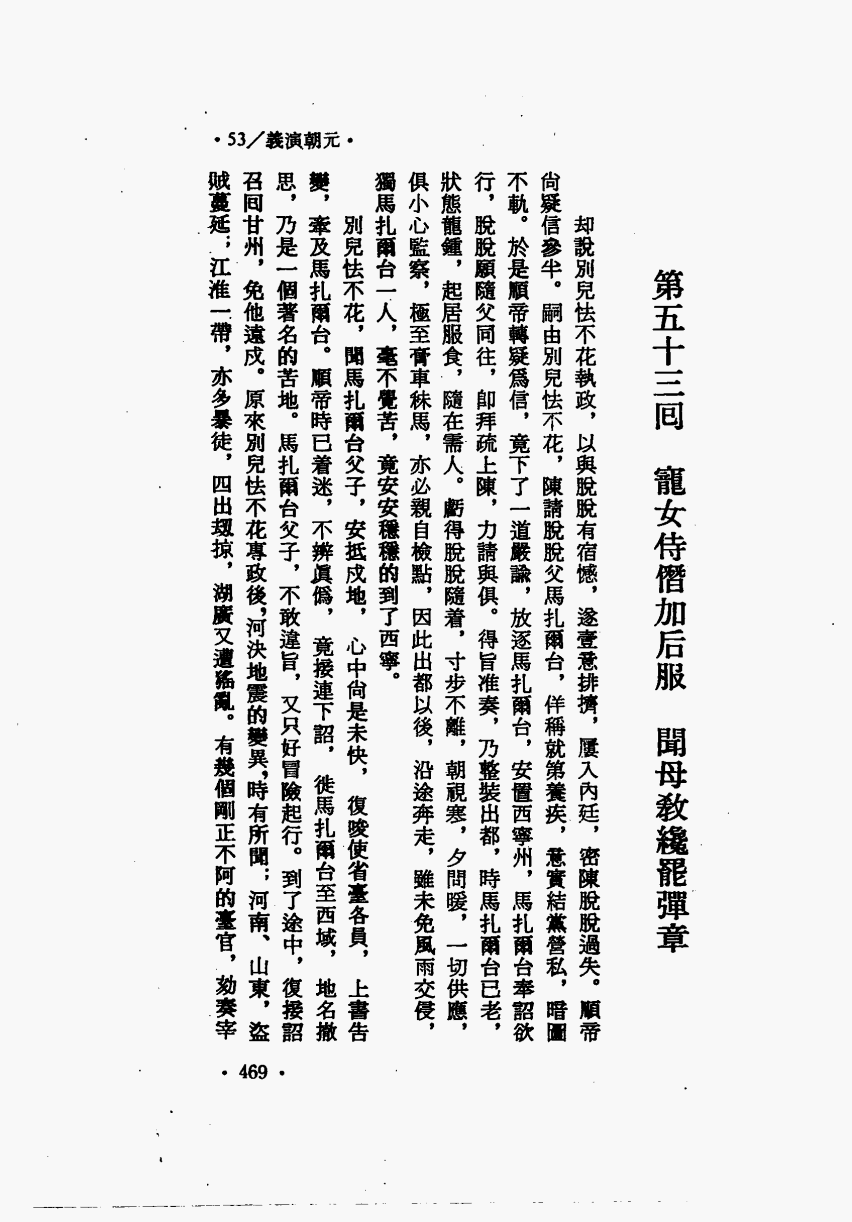 ·元朝演義／53·
第五十三回　寵女侍僭加后服　聞母教纔罷彈章
却說別兒怯不花執政，以與脫脫有宿憾，遂壹意排擠，屢入內廷，密陳脫脫過失。順帝
尙疑信參半。嗣由別兒怯不花，陳請脫脫父馬扎爾台，佯稱就第養疾，意實結黨營私，暗圖
不軌。於是順帝轉疑爲信，竟下了一道嚴諭，放逐馬扎爾台，安置西寧州，馬扎爾台奉詔欲
行，脫脫願隨父同往，卽拜疏上陳，力請與俱。得旨准奏，乃整裝出都，時馬扎爾台已老，
狀態龍鍾，起居服食，隨在需人。虧得脫脫隨着，寸步不離，朝視寒，夕問暖，一切供應，
俱小心監察，極至膏車秣馬，亦必親自檢點，因此出都以後，沿途奔走，雖未免風雨交侵，
獨馬扎爾台一人，毫不覺苦，竟安安穩穩的到了西寧。
別兒怯不花，聞馬扎爾台父子，安抵戍地，心中尙是未快，復唆使省臺各員，上書告
變，牽及馬扎爾台。順帝時已着迷，不辨眞僞，竟接連下詔，徙馬扎爾台至西域，地名撒
思，乃是一個著名的苦地。馬扎爾台父子，不敢違旨，又只好冒險起行。到了途中，復接詔
召回甘州，免他遠戍。原來別兒怯不花專政後，河決地震的變異，時有所聞；河南、山東，盜
賊蔓延；江淮一帶，亦多暴徒，四出刼掠，湖廣又遭猺亂。有幾個剛正不阿的臺官，劾奏宰
·469·